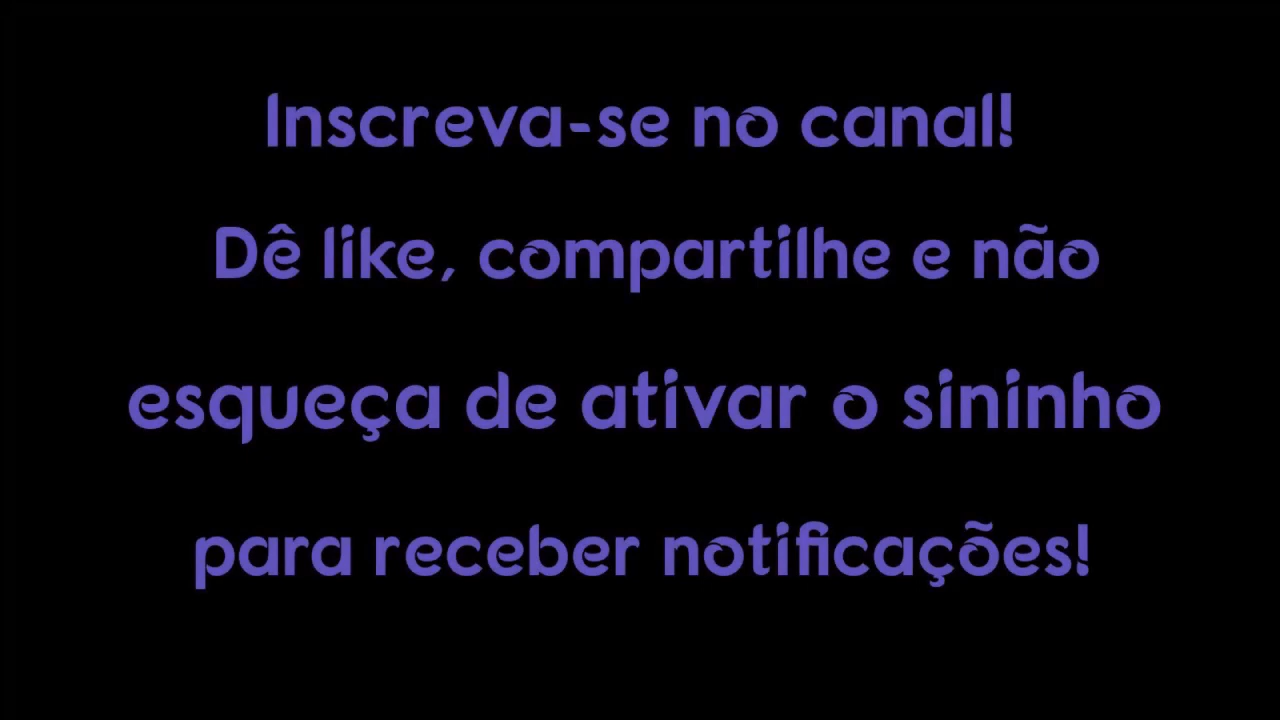 Inscreva-se no canal!
Dê like, compartilhe e não
esqueça de ativar o sininho
para receber notificações!